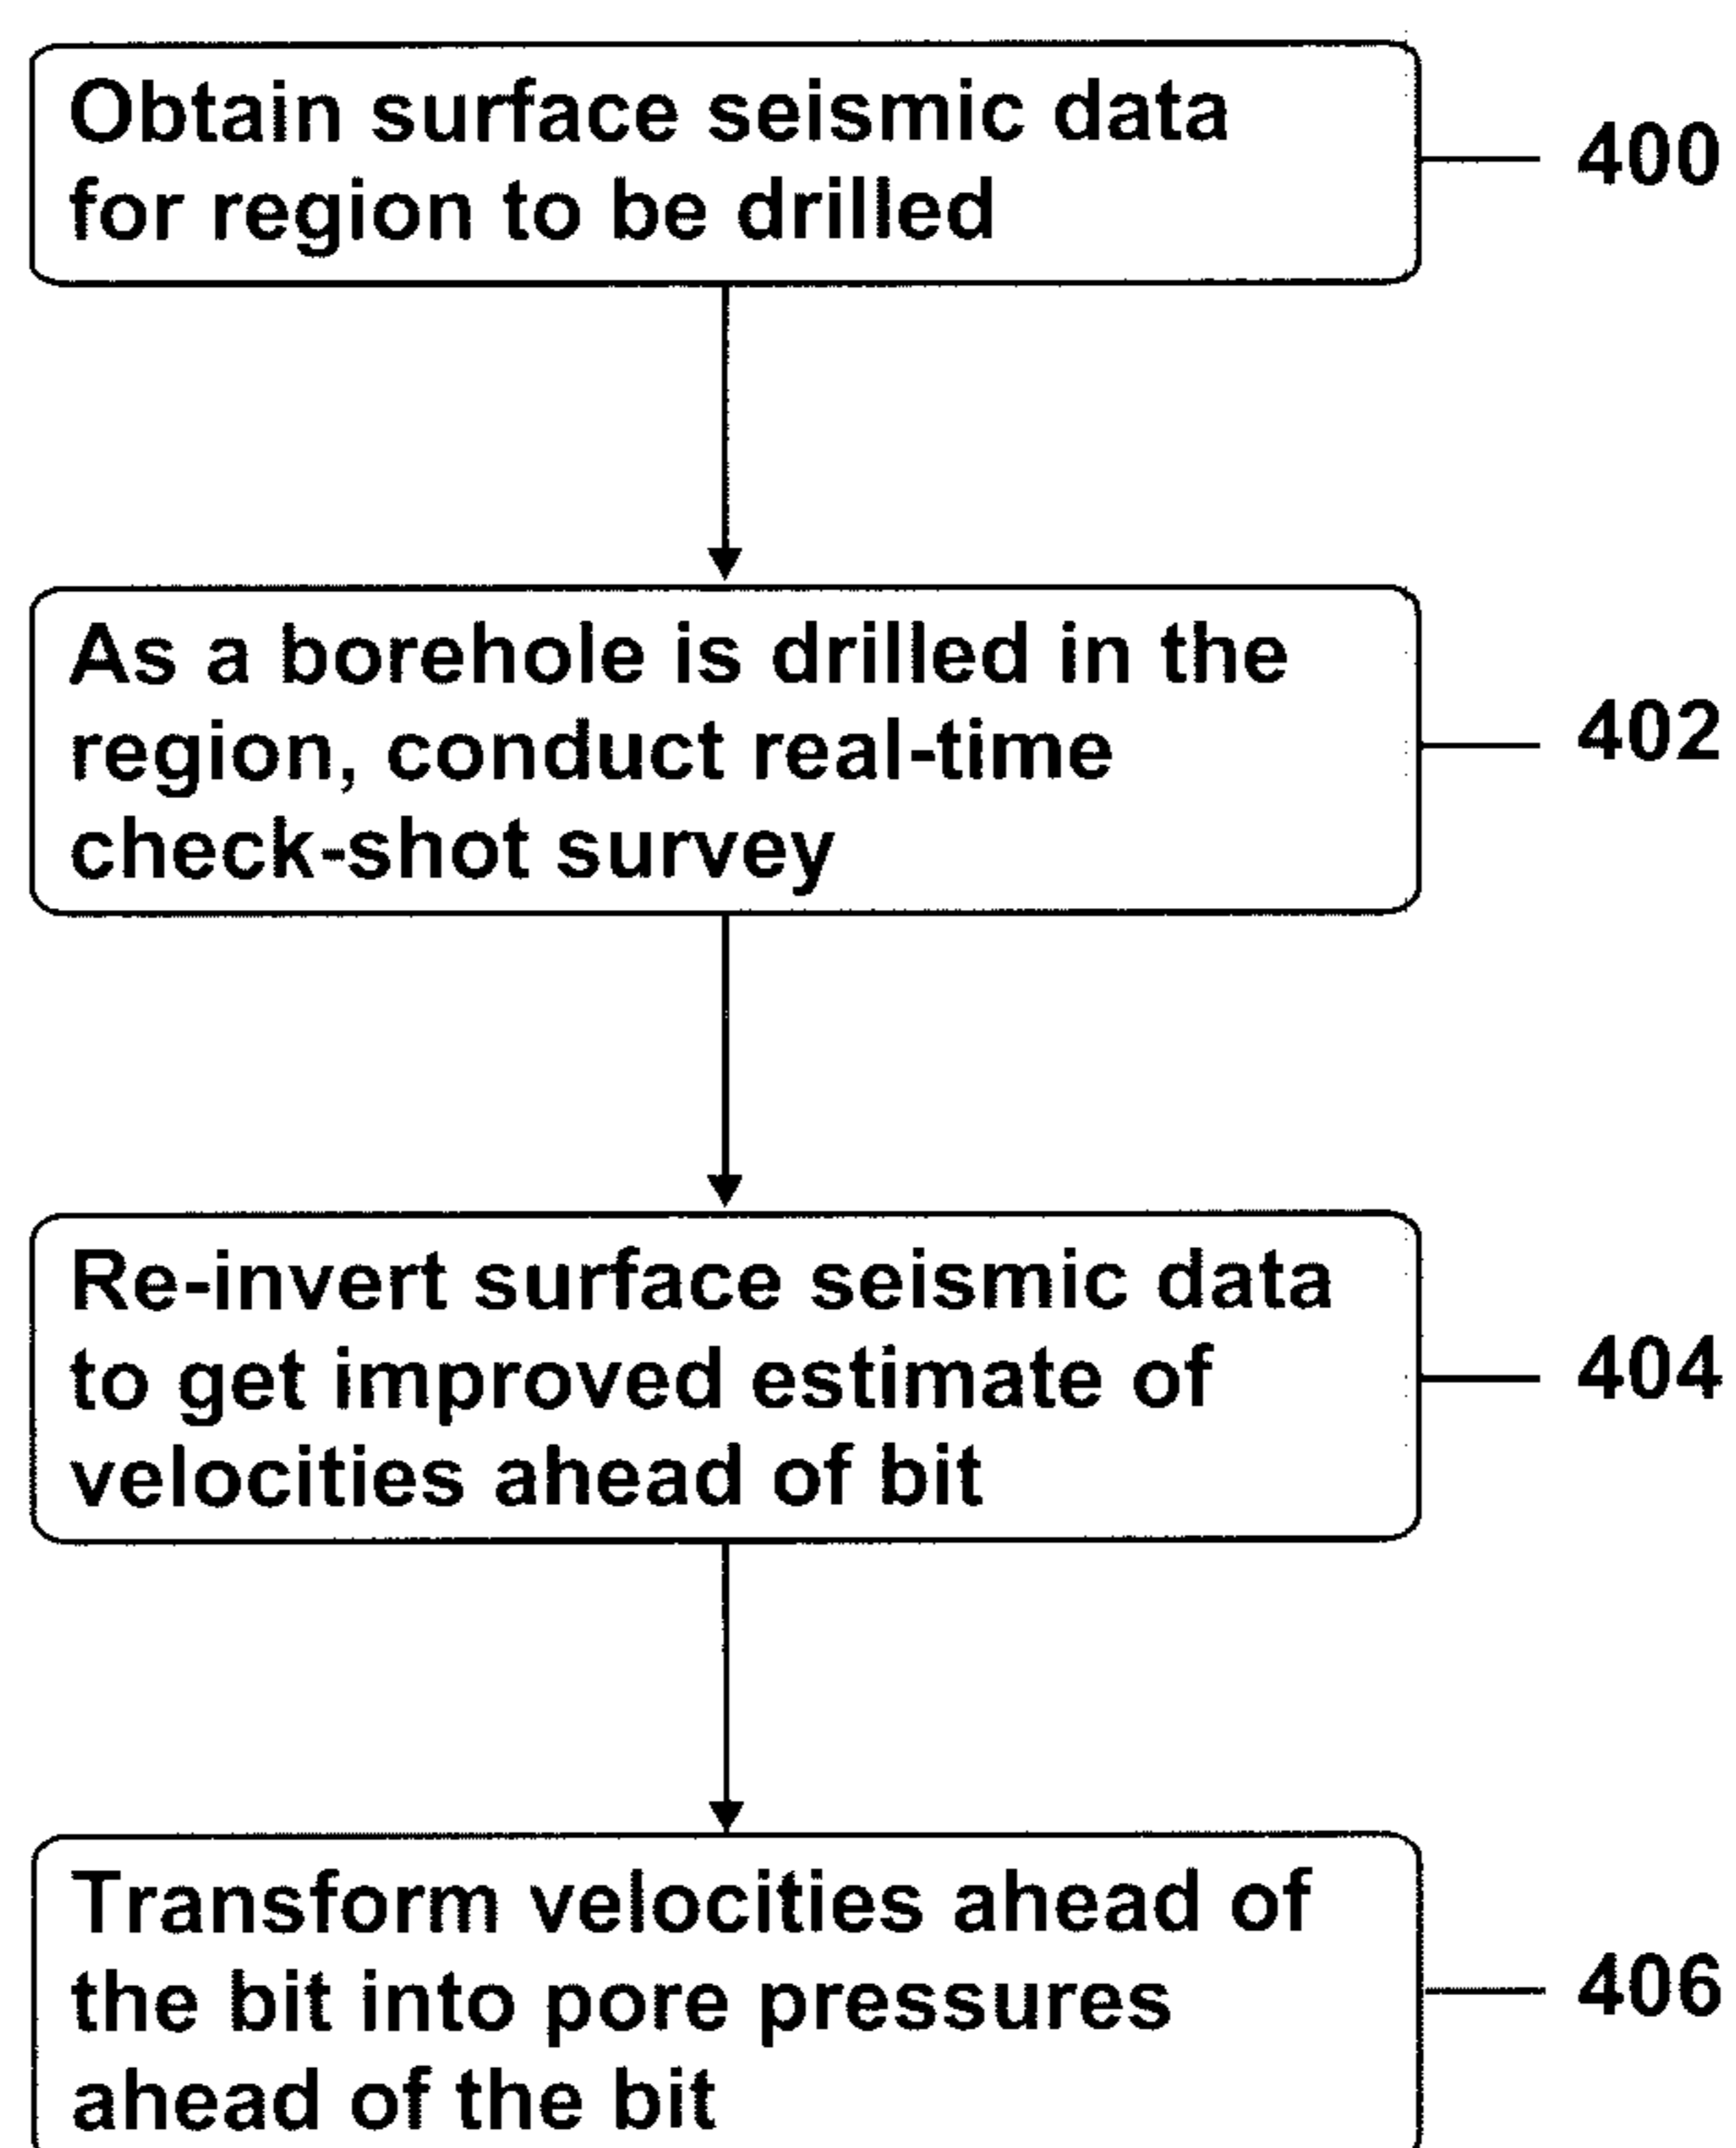 Obtain surface seismic data
for region to be drilled
400
As a borehole is drilled in the
region, conduct real-time
check-shot survey
402
Re-invert surface seismic data
to get improved estimate of
velocities ahead of bit
404
Transform velocities ahead of
the bit into pore pressures
ahead of the bit
406